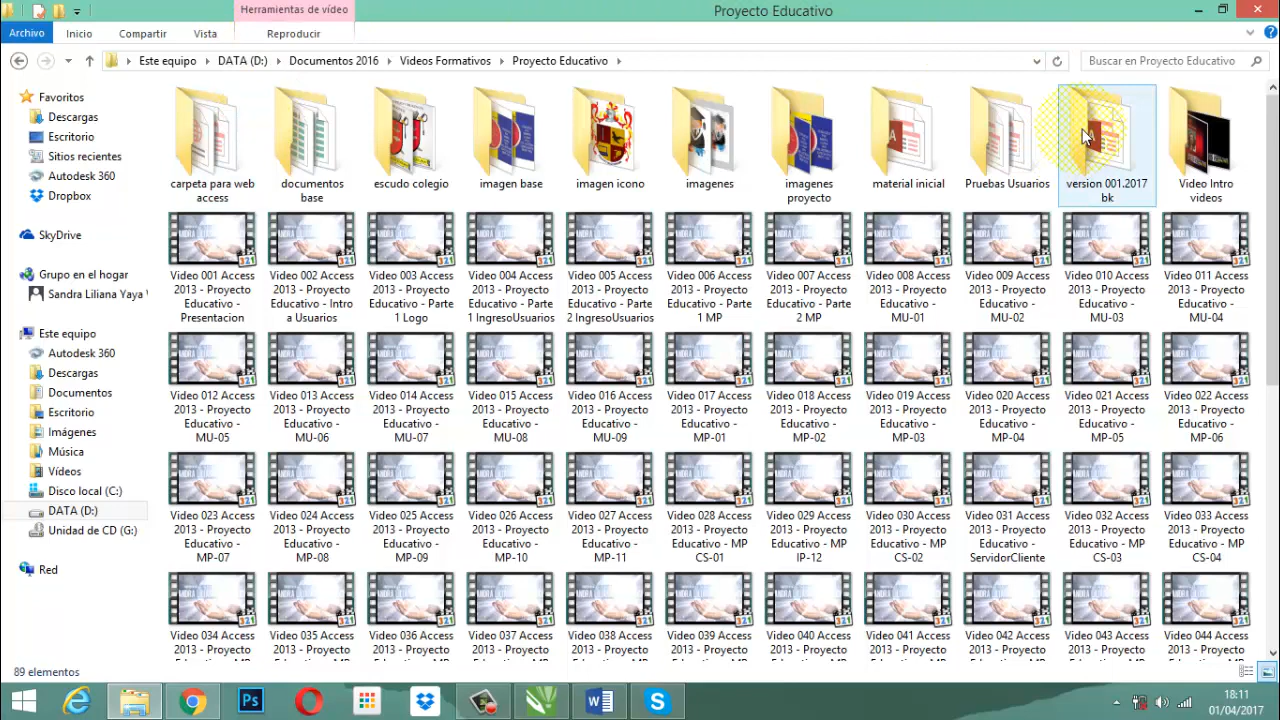 Herramientas de vídeo
Proyecto Educativo
Archivo Inicio Compartir Vista Reproducir
Este equipo DATA (D:) Documentos 2016 Videos Formativos Proyecto Educativo
Buscar en Proyecto Educativo
Favoritos
Descargas
Escritorio
Sitios recientes
Autodesk 360
Dropbox
SkyDrive
Grupo en el hogar
Sandra Liliana Yaya
Este equipo
Autodesk 360
Descargas
Documentos
Escritorio
Imágenes
Música
Vídeos
Disco local (C:)
DATA (D:)
Unidad de CD (G:)
Red
carpeta para web access
documentos base
escudo colegio
imagen base
imagen icono
imagenes
imagenes proyecto
material inicial
Pruebas Usuarios
version 001.2017 bk
Video Intro videos
Video 001 Access 2013 - Proyecto Educativo - Presentacion
Video 002 Access 2013 - Proyecto Educativo - Intro a Usuarios
Video 003 Access 2013 - Proyecto Educativo - Parte 1 Logo
Video 004 Access 2013 - Proyecto Educativo - Parte 1 IngresoUsuarios
Video 005 Access 2013 - Proyecto Educativo - Parte 2 IngresoUsuarios
Video 006 Access 2013 - Proyecto Educativo - Parte 1 MP
Video 007 Access 2013 - Proyecto Educativo - Parte 2 MP
Video 008 Access 2013 - Proyecto Educativo - MU-01
Video 009 Access 2013 - Proyecto Educativo - MU-02
Video 010 Access 2013 - Proyecto Educativo - MU-03
Video 011 Access 2013 - Proyecto Educativo - MU-04
Video 012 Access 2013 - Proyecto Educativo - MU-05
Video 013 Access 2013 - Proyecto Educativo - MU-06
Video 014 Access 2013 - Proyecto Educativo - MU-07
Video 015 Access 2013 - Proyecto Educativo - MU-08
Video 016 Access 2013 - Proyecto Educativo - MU-09
Video 017 Access 2013 - Proyecto Educativo - MP-01
Video 018 Access 2013 - Proyecto Educativo - MP-02
Video 019 Access 2013 - Proyecto Educativo - MP-03
Video 020 Access 2013 - Proyecto Educativo - MP-04
Video 021 Access 2013 - Proyecto Educativo - MP-05
Video 022 Access 2013 - Proyecto Educativo - MP-06
Video 023 Access 2013 - Proyecto Educativo - MP-07
Video 024 Access 2013 - Proyecto Educativo - MP-08
Video 025 Access 2013 - Proyecto Educativo - MP-09
Video 026 Access 2013 - Proyecto Educativo - MP-10
Video 027 Access 2013 - Proyecto Educativo - MP-11
Video 028 Access 2013 - Proyecto Educativo - MP CS-01
Video 029 Access 2013 - Proyecto Educativo - MP IP-12
Video 030 Access 2013 - Proyecto Educativo - MP CS-02
Video 031 Access 2013 - Proyecto Educativo - ServidorCliente
Video 032 Access 2013 - Proyecto Educativo - MP CS-03
Video 033 Access 2013 - Proyecto Educativo - MP CS-04
Video 034 Access 2013 - Proyecto
Video 035 Access 2013 - Proyecto
Video 036 Access 2013 - Proyecto
Video 037 Access 2013 - Proyecto
Video 038 Access 2013 - Proyecto
Video 039 Access 2013 - Proyecto
Video 040 Access 2013 - Proyecto
Video 041 Access 2013 - Proyecto
Video 042 Access 2013 - Proyecto
Video 043 Access 2013 - Proyecto
Video 044 Access 2013 - Proyecto
89 elementos
18:11
01/04/2017